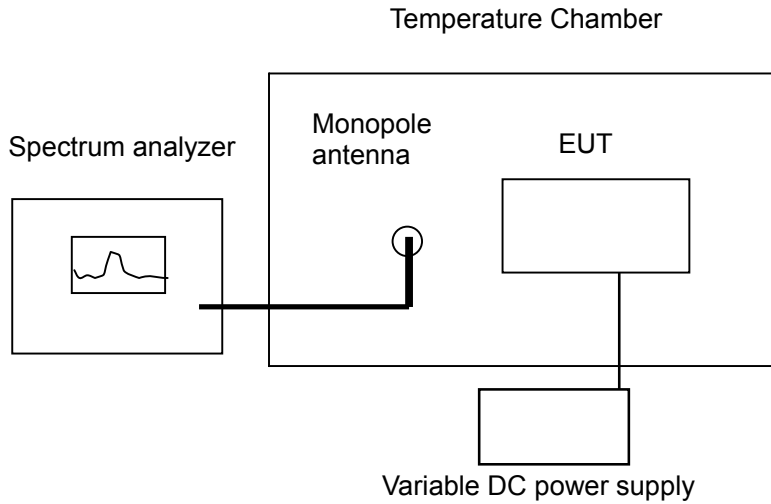 Temperature Chamber
Spectrum analyzer
Monopole
antenna
EUT
Variable DC power supply